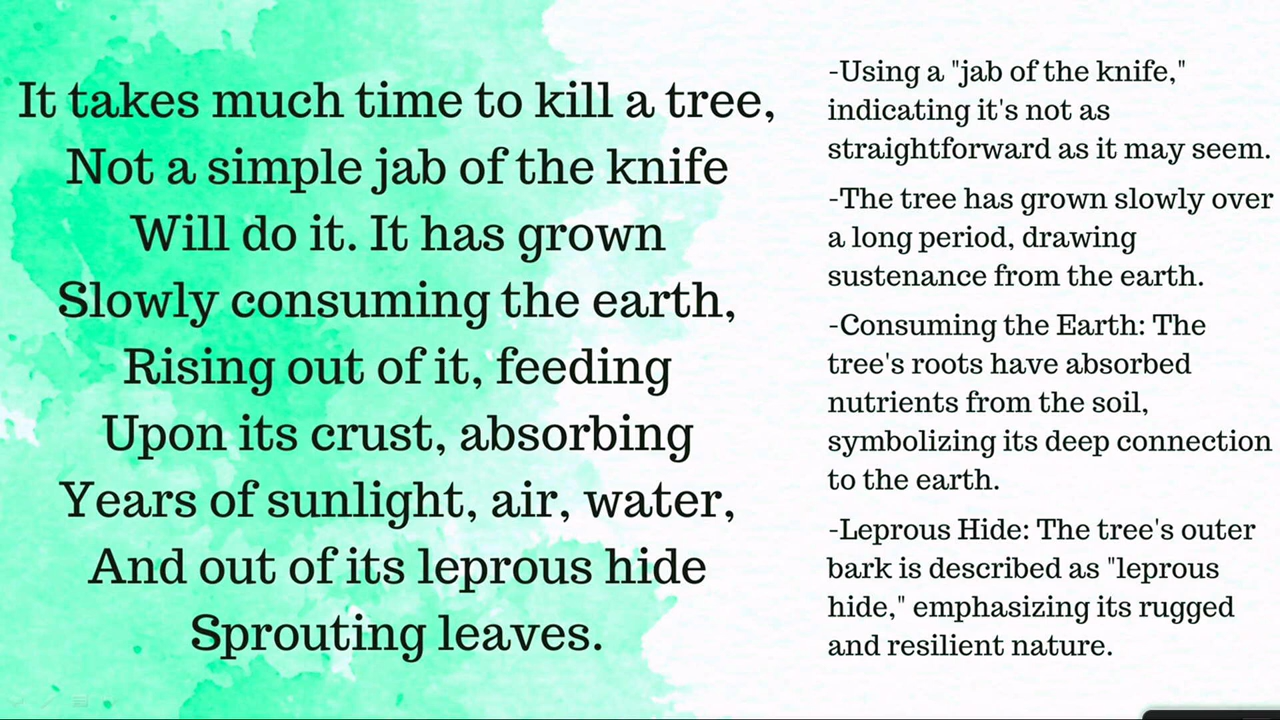 It takes much time to kill a tree,
Not a simple jab of the knife
Will do it. It has grown
Slowly consuming the earth,
Rising out of it, feeding
Upon its crust, absorbing
Years of sunlight, air, water,
And out of its leprous hide
Sprouting leaves.
-Using a "jab of the knife,"
indicating it's not as
straightforward as it may seem.
-The tree has grown slowly over
a long period, drawing
sustenance from the earth.
-Consuming the Earth: The
tree's roots have absorbed
nutrients from the soil,
symbolizing its deep connection
to the earth.
-Leprous Hide: The tree's outer
bark is described as "leprous
hide," emphasizing its rugged
and resilient nature.